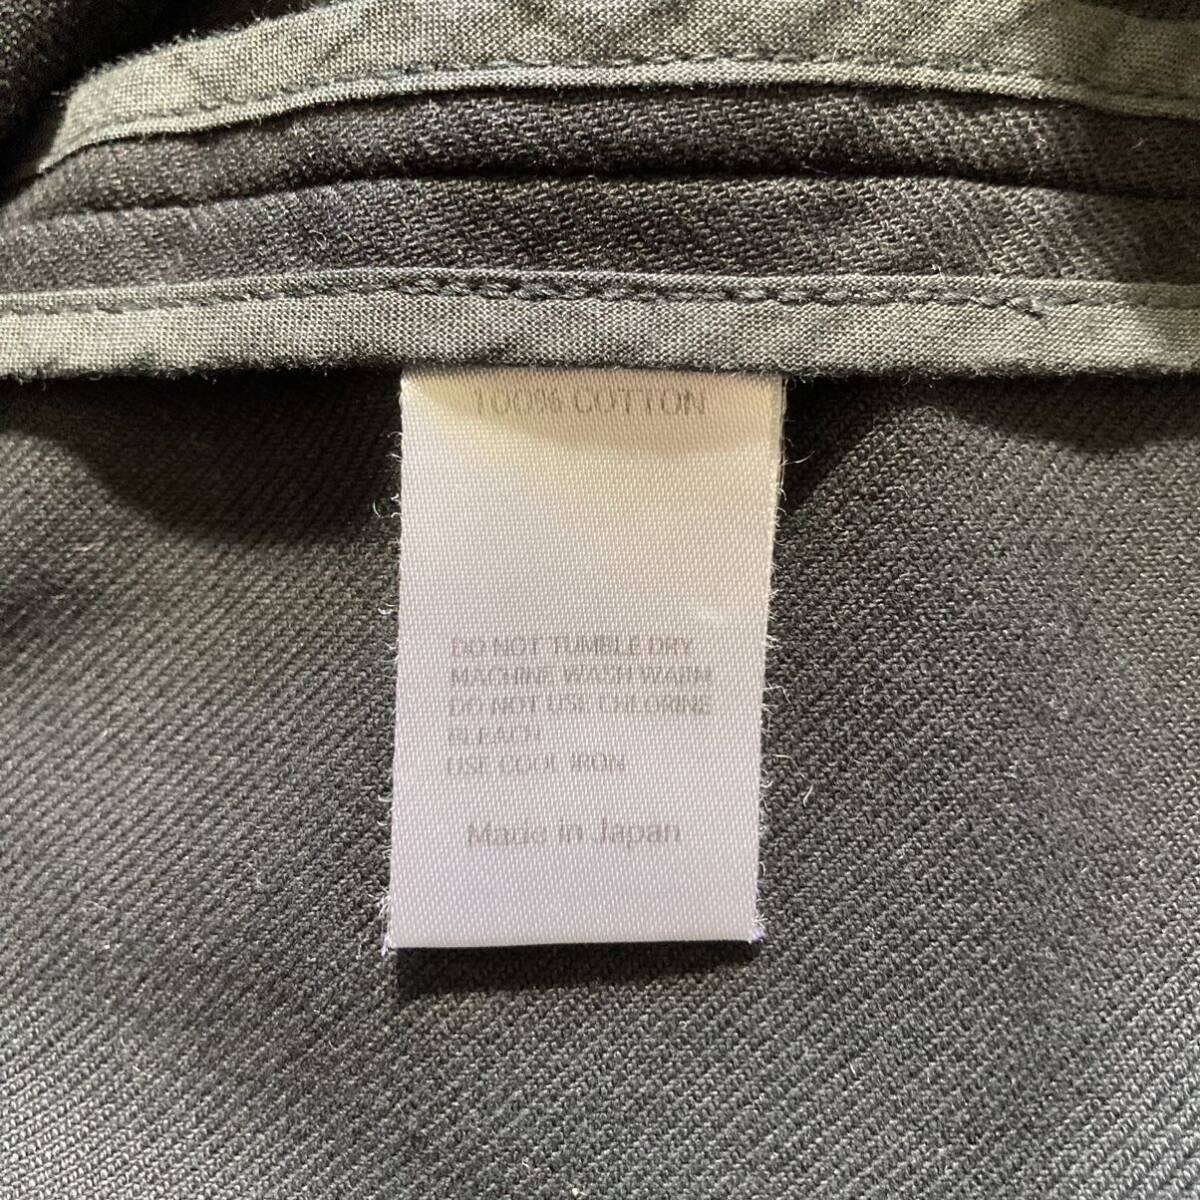 100% COTTON
DO NOT TUMBLE DRY
MACHINE WASH WARM
DO NOT USE CHLORINE
BLEACH
USE COOL IRON
Made in Japan